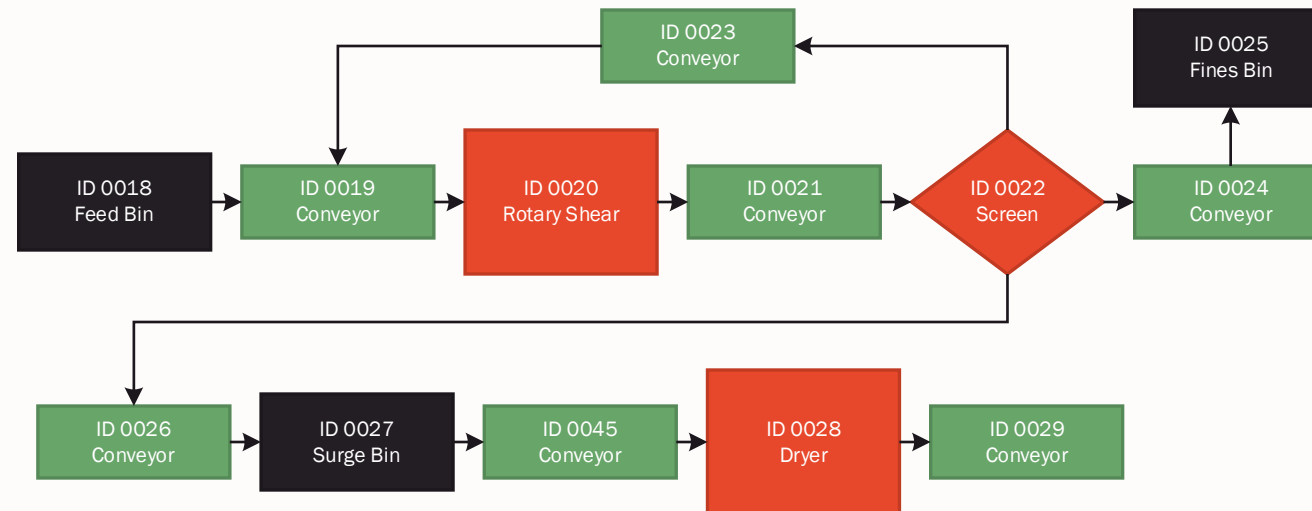 ID 0023
Conveyor
ID 0025
Fines Bin
ID 0018
Feed Bin
ID 0019
Conveyor
ID 0020
Rotary Shear
ID 0021
Conveyor
ID 0022
Screen
ID 0024
Conveyor
ID 0026
Conveyor
ID 0027
Surge Bin
ID 0045
Conveyor
ID 0028
Dryer
ID 0029
Conveyor